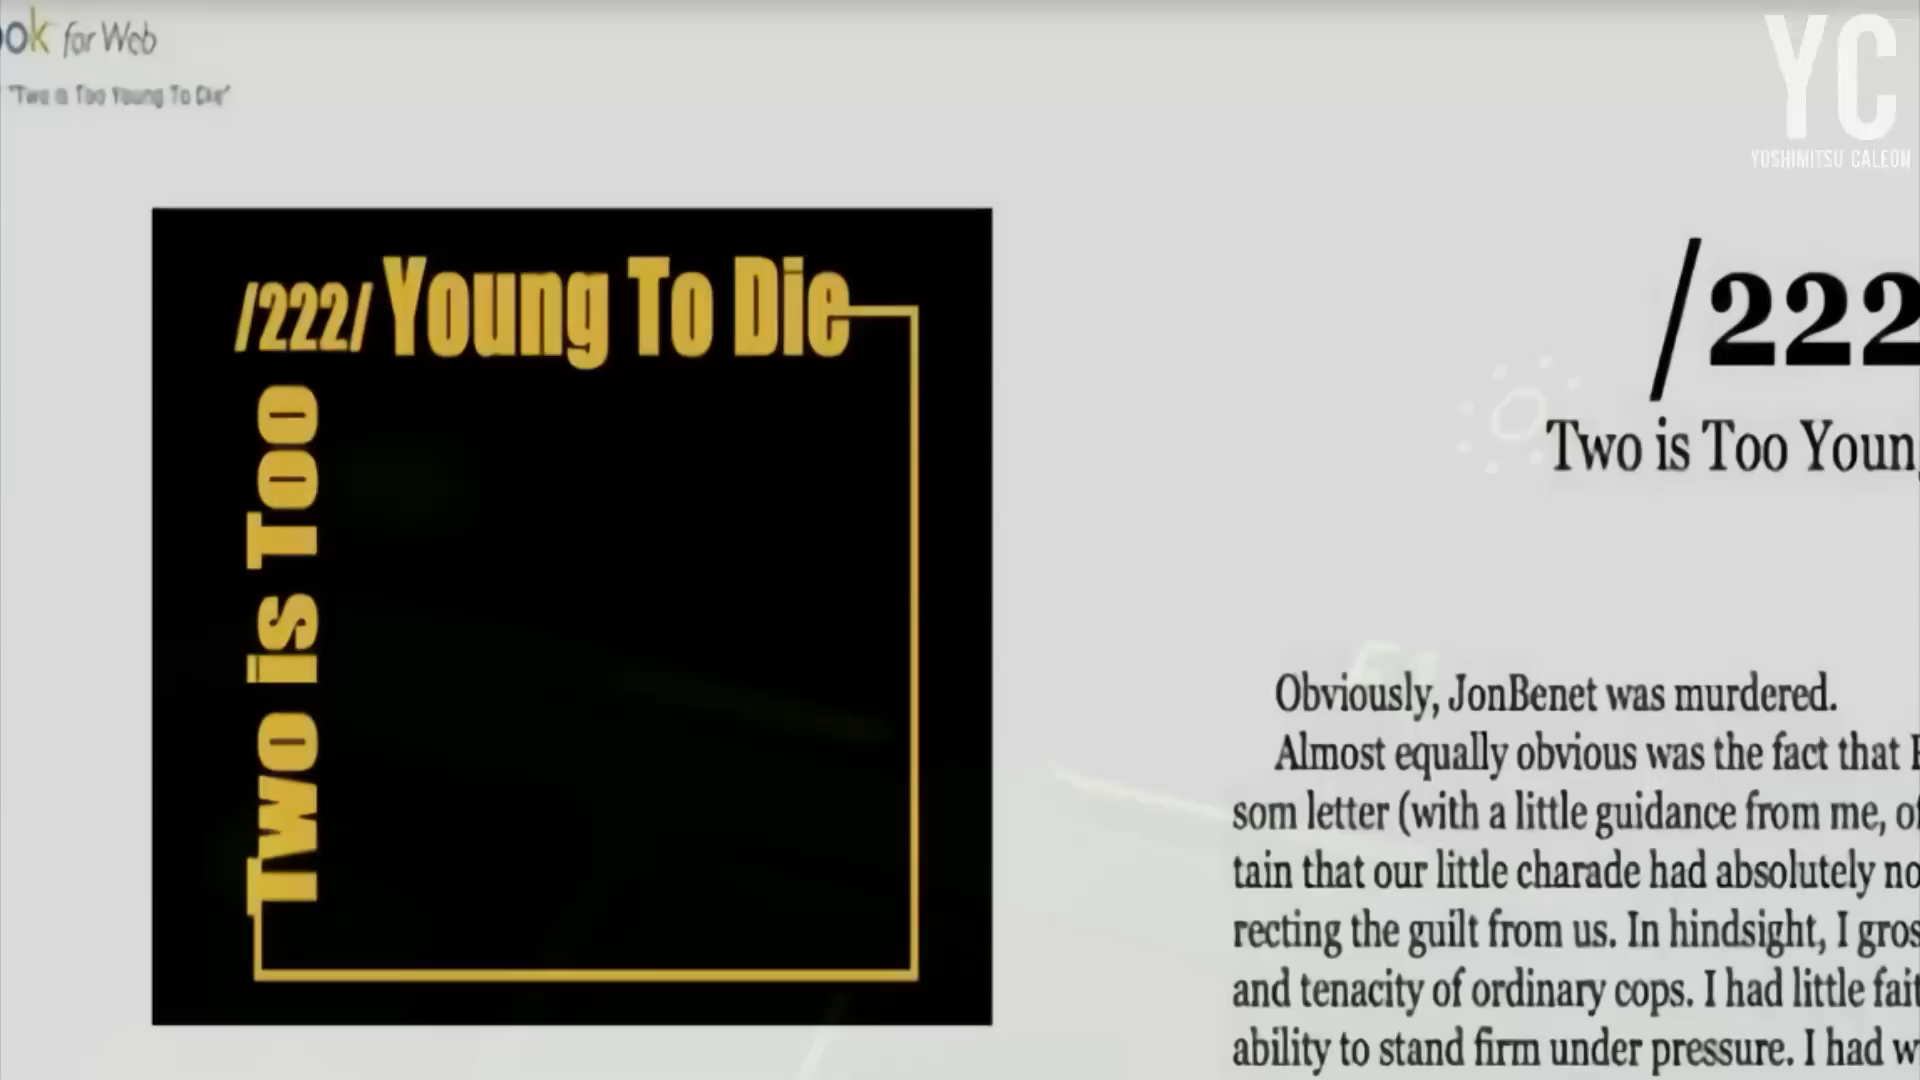 ok for Web
"Two is Too Young To Die"
YC
YOSHIMITSU CALEON
/222/ Young To Die
Two is Too
/222
Two is Too Youn
Obviously, JonBenet was murdered.
Almost equally obvious was the fact that
som letter (with a little guidance from me, of
tain that our little charade had absolutely no
recting the guilt from us. In hindsight, I gros
and tenacity of ordinary cops. I had little fait
ability to stand firm under pressure. I had w